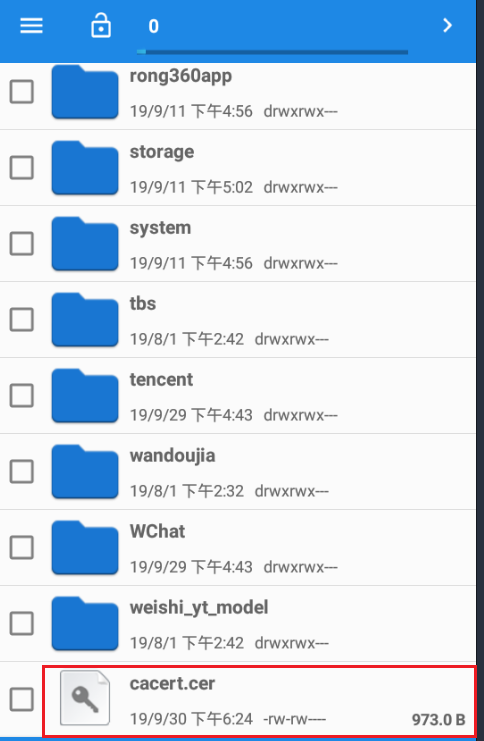 0
rong360app
19/9/11 下午4:56 drwxrwx---
storage
19/9/11 下午5:02 drwxrwx---
system
19/9/11 下午4:56 drwxrwx---
tbs
19/8/1 下午2:42 drwxrwx---
tencent
19/9/29 下午4:43 drwxrwx---
wandoujia
19/8/1 下午2:32 drwxrwx---
WChat
19/9/29 下午4:43 drwxrwx---
weishi_yt_model
19/8/1 下午2:42 drwxrwx---
cacert.cer
19/9/30 下午6:24 -rw-rw---- 973.0 B